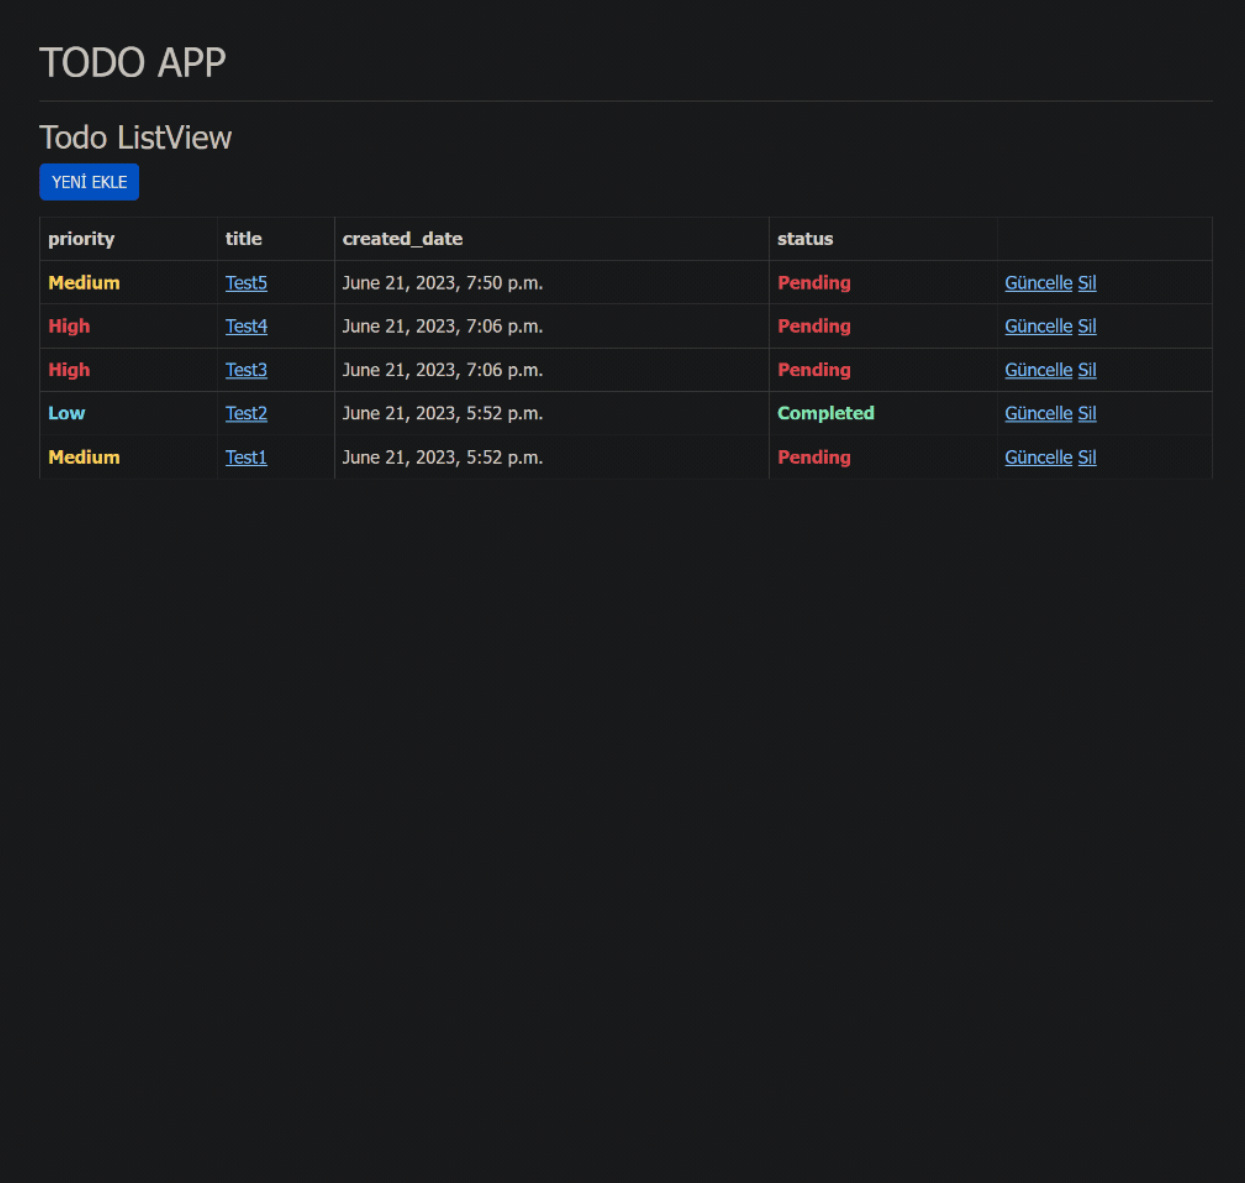 TODO APP
Todo ListView
YENİ EKLE
priority title created_date status
Medium Test5 June 21, 2023, 7:50 p.m. Pending Güncelle Sil
High Test4 June 21, 2023, 7:06 p.m. Pending Güncelle Sil
High Test3 June 21, 2023, 7:06 p.m. Pending Güncelle Sil
Low Test2 June 21, 2023, 5:52 p.m. Completed Güncelle Sil
Medium Test1 June 21, 2023, 5:52 p.m. Pending Güncelle Sil